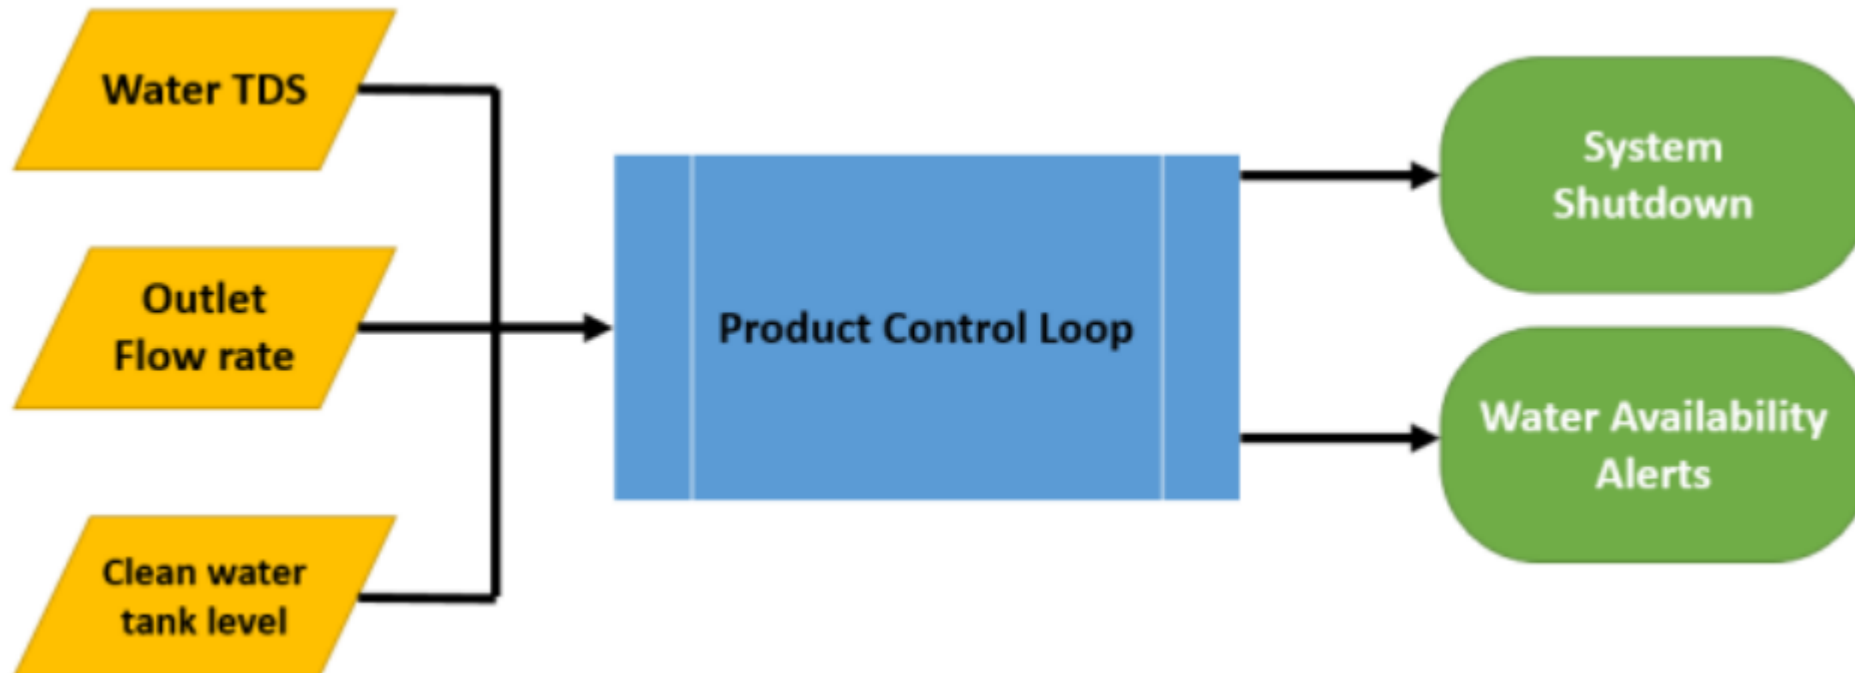 Water TDS
Outlet
Flow rate
Clean water
tank level
Product Control Loop
System
Shutdown
Water Availability
Alerts